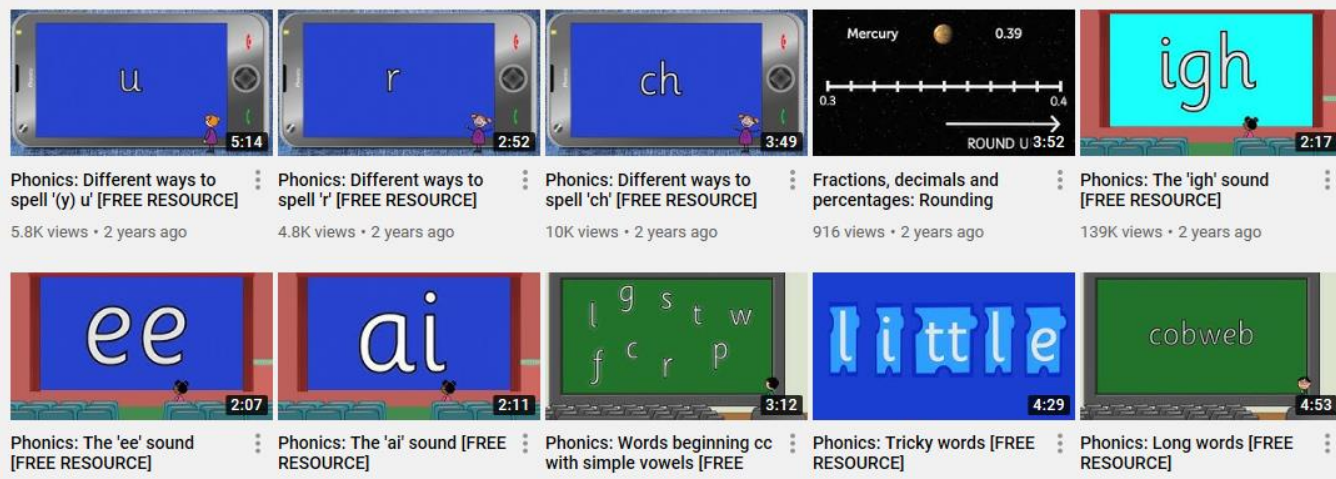 u
5:14
r
2:52
ch
3:49
Mercury 0.39
0.3 0.4
ROUND U 3:52
igh
2:17
Phonics: Different ways to
spell '(y) u' [FREE RESOURCE]
5.8K views • 2 years ago
Phonics: Different ways to
spell 'r' [FREE RESOURCE]
4.8K views • 2 years ago
Phonics: Different ways to
spell 'ch' [FREE RESOURCE]
10K views • 2 years ago
Fractions, decimals and
percentages: Rounding
916 views • 2 years ago
Phonics: The 'igh' sound
[FREE RESOURCE]
139K views • 2 years ago
ee
2:07
ai
2:11
l g s t w
f c r p
3:12
little
4:29
cobweb
4:53
Phonics: The 'ee' sound
[FREE RESOURCE]
Phonics: The 'ai' sound [FREE
RESOURCE]
Phonics: Words beginning cc
with simple vowels [FREE
Phonics: Tricky words [FREE
RESOURCE]
Phonics: Long words [FREE
RESOURCE]